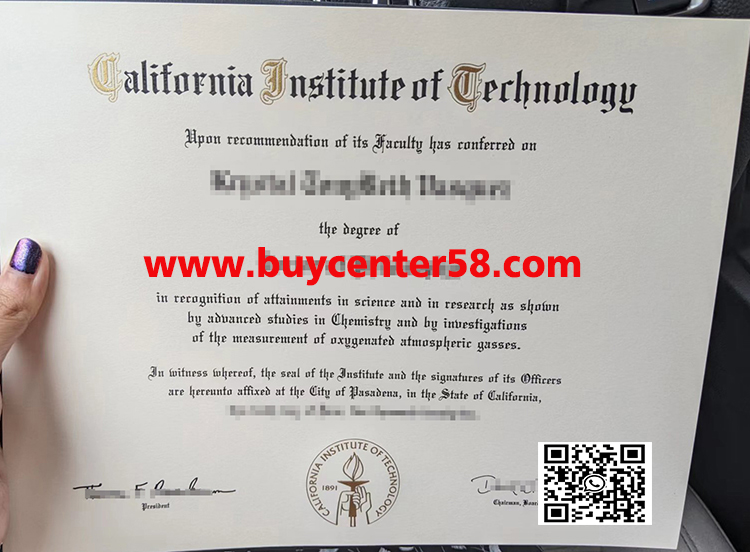 California Institute of Technology
Upon recommendation of its Faculty has conferred on
the degree of
www.buycenter58.com
in recognition of attainments in science and in research as shown
by advanced studies in Chemistry and by investigations
of the measurement of oxygenated atmospheric gasses.
In witness whereof, the seal of the Institute and the signatures of its Officers
are hereunto affixed at the City of Pasadena, in the State of California,
CALIFORNIA INSTITUTE OF TECHNOLOGY
1891
President
Chairman,